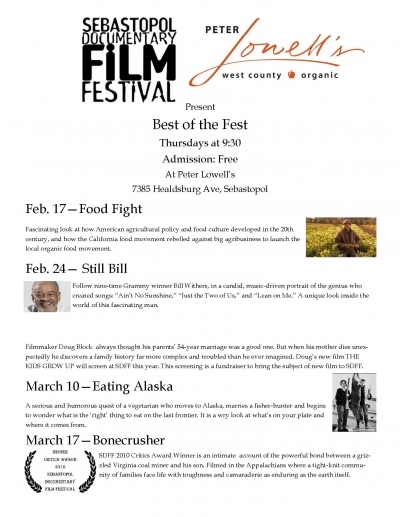 SEBASTOPOL
DOCUMENTARY
FiLM
FESTIVAL
PETER
Lowell's
west county organic
Present
Best of the Fest
Thursdays at 9:30
Admission: Free
At Peter Lowell's
7385 Healdsburg Ave, Sebastopol
Feb. 17—Food Fight
Fascinating look at how American agricultural policy and food culture developed in the 20th
century, and how the California food movement rebelled against big agribusiness to launch the
local organic food movement.
Feb. 24— Still Bill
Follow nine-time Grammy winner Bill Withers, in a candid, music-driven portrait of the genius who
created songs: "Ain't No Sunshine," "Just the Two of Us," and "Lean on Me." A unique look inside the
world of this fascinating man.
Filmmaker Doug Block always thought his parents' 54-year marriage was a good one. But when his mother dies unex-
pectedly he discovers a family history far more complex and troubled than he ever imagined. Doug's new film THE
KIDS GROW UP will screen at SDFF this year. This screening is a fundraiser to bring the subject of new film to SDFF.
March 10—Eating Alaska
A serious and humorous quest of a vegetarian who moves to Alaska, marries a fisher-hunter and begins
to wonder what is the 'right' thing to eat on the last frontier. It is a wry look at what's on your plate and
where it comes from.
March 17—Bonecrusher
WINNER
CRITICS' AWARD
2010
SEBASTOPOL
DOCUMENTARY
FILM FESTIVAL
SDFF 2010 Critics Award Winner is an intimate account of the powerful bond between a griz-
zled Virginia coal miner and his son. Filmed in the Appalachians where a tight-knit commu-
nity of families face life with toughness and camaraderie as enduring as the earth itself.